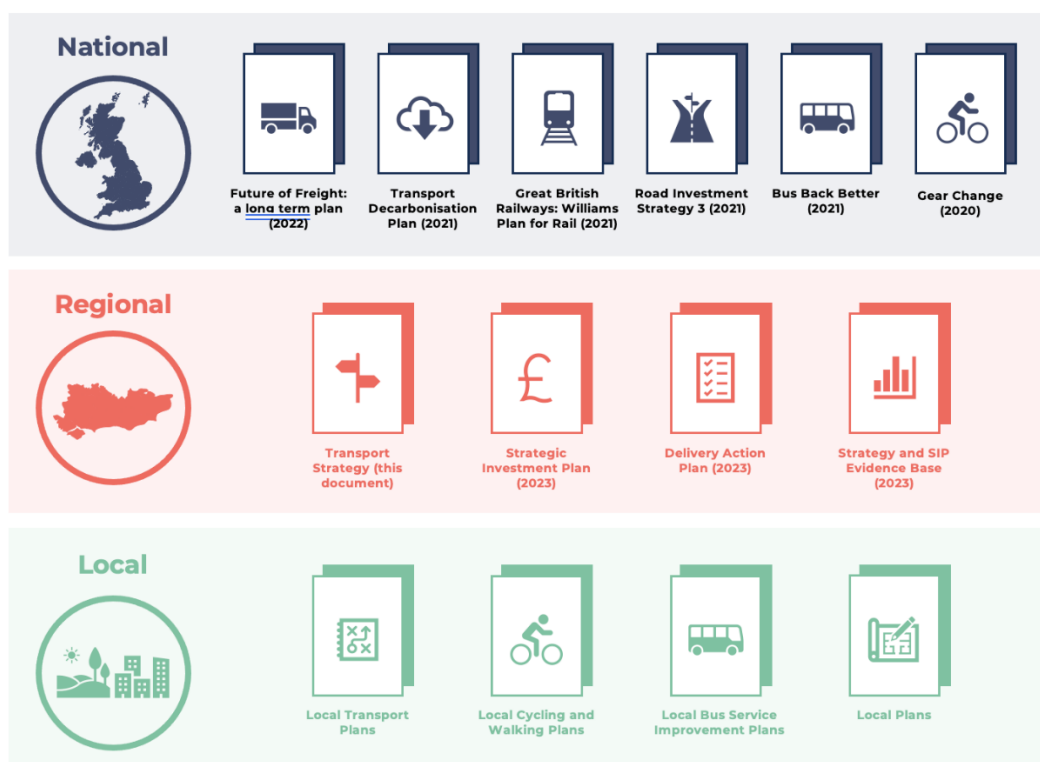 National
Future of Freight:
a long term plan
(2022)
Transport
Decarbonisation
Plan (2021)
Great British
Railways: Williams
Plan for Rail (2021)
Road Investment
Strategy 3 (2021)
Bus Back Better
(2021)
Gear Change
(2020)
Regional
£
Transport
Strategy (this
document)
Strategic
Investment Plan
(2023)
Delivery Action
Plan (2023)
Strategy and SIP
Evidence Base
(2023)
Local
Local Transport
Plans
Local Cycling and
Walking Plans
Local Bus Service
Improvement Plans
Local Plans